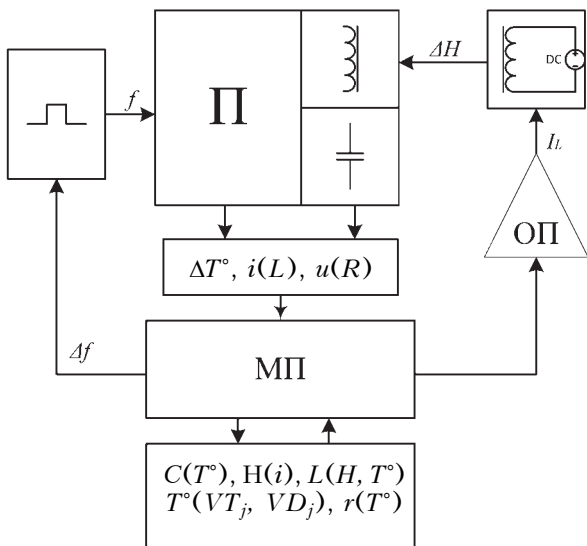 ΔH
DC
f
П
I_L
ОП
ΔT°, i(L), u(R)
Δf
МП
C(T°), H(i), L(H, T°)
T°(VT_j, VD_j), r(T°)